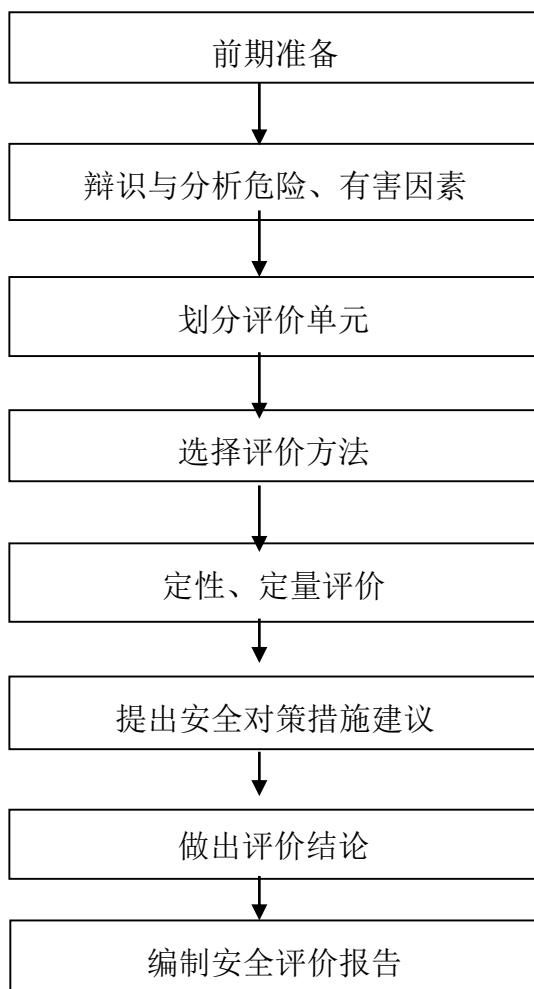 前期准备
辩识与分析危险、有害因素
划分评价单元
选择评价方法
定性、定量评价
提出安全对策措施建议
做出评价结论
编制安全评价报告